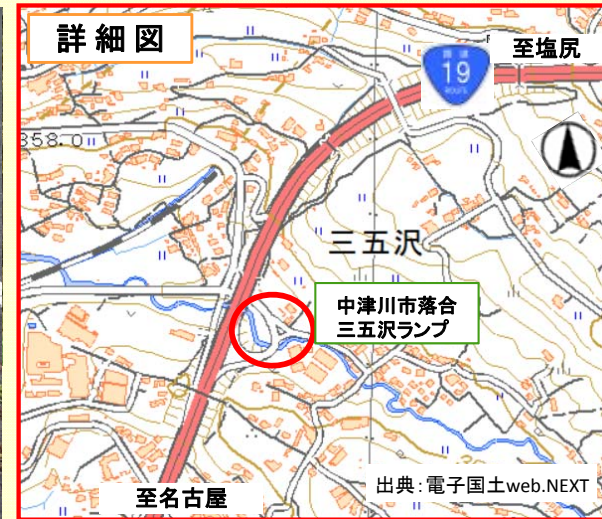 詳細図
国道
19
ROUTE
至塩尻
858.0
三五沢
中津川市落合
三五沢ランプ
至名古屋
出典:電子国土web.NEXT